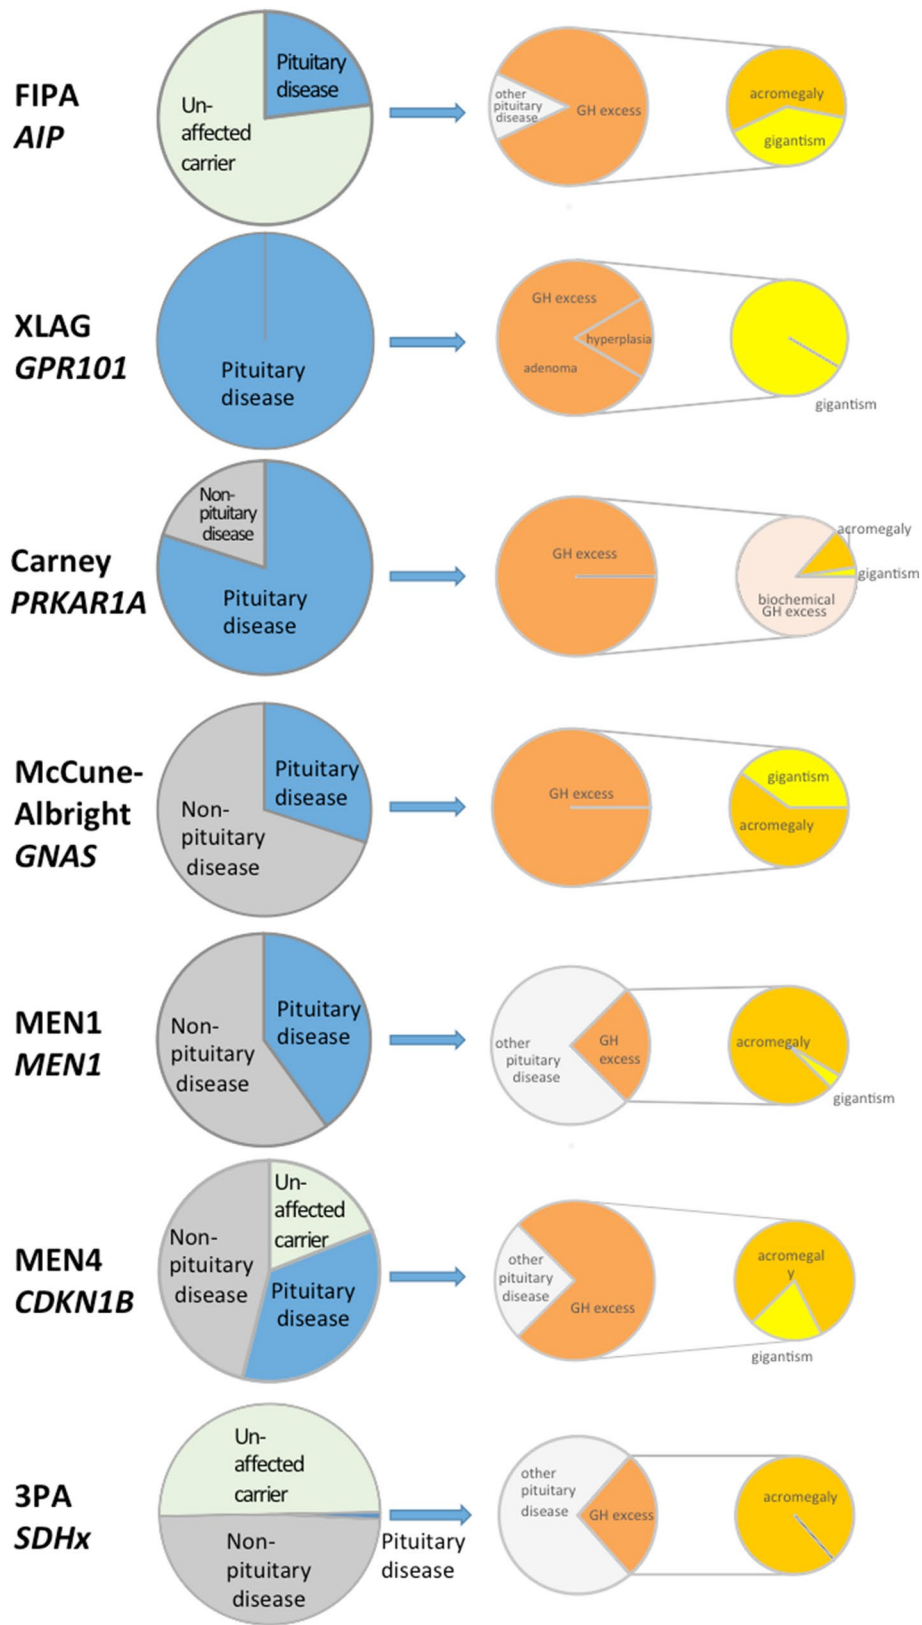 FIPA
AIP
Un-
affected
carrier
Pituitary
disease
other
pituitary
disease
GH excess
acromegaly
gigantism
XLAG
GPR101
Pituitary
disease
GH excess
hyperplasia
adenoma
gigantism
Carney
PRKAR1A
Non-
pituitary
disease
Pituitary
disease
GH excess
acromegaly
gigantism
biochemical
GH excess
McCune-
Albright
GNAS
Pituitary
disease
Non-
pituitary
disease
GH excess
gigantism
acromegaly
MEN1
MEN1
Non-
pituitary
disease
Pituitary
disease
other
pituitary
disease
GH
excess
acromegaly
gigantism
MEN4
CDKN1B
Un-
affected
carrier
Non-
pituitary
disease
Pituitary
disease
other
pituitary
disease
GH excess
acromegal
y
gigantism
3PA
SDHx
Un-
affected
carrier
Non-
pituitary
disease
Pituitary
disease
other
pituitary
disease
GH excess
acromegaly